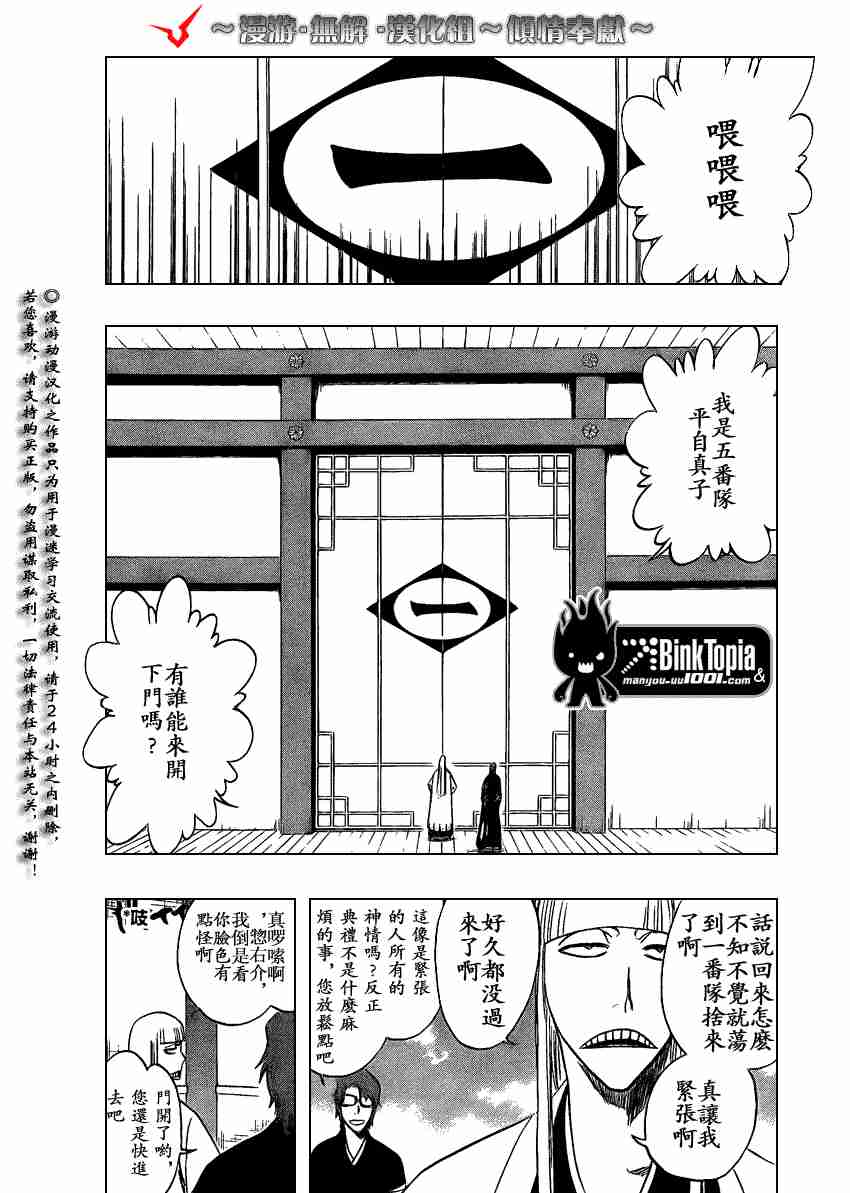 ～漫游·無解·漢化組～傾情奉獻～
◎漫游动漫汉化之作品只为用于漫迷学习交流使用，请于24小时之内删除，
若您喜欢，请支持购买正版，勿盗用谋取私利，一切法律责任与本站无关，谢谢！
喂喂喂
一
我是五番隊
平自真子
一
BinkTopia
manyou-uu1001.com
&
有誰能來開
下門嗎？
話説回來怎麽
不知不覺就蕩
到一番隊捨來
了啊
真讓我
緊張啊
好久都没過
來了啊
這像是緊張
的人所有的
神情嗎？反正
典禮不是什麽麻
煩的事，您放鬆點吧
真啰嗦啊
，惣右介，
我倒是看
你臉色有
點怪啊
*吱
門開了喲，
您還是快進
去吧